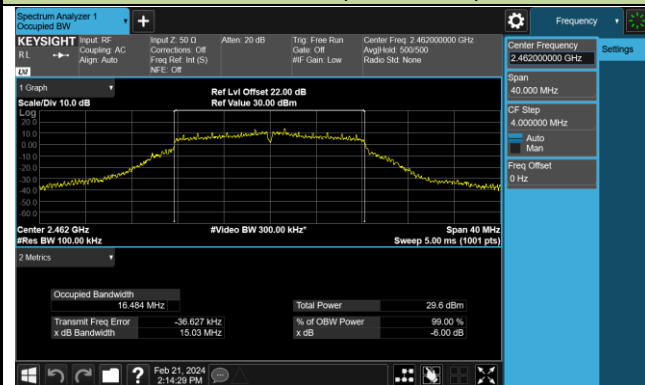 Spectrum Analyzer 1
Occupied BW
+
Frequency
KEYSIGHT
RL
LXI
Input: RF
Coupling: AC
Align: Auto
Input Z: 50 Ω
Corrections: Off
Freq Ref: Int (S)
NFE: Off
Atten: 20 dB
Trig: Free Run
Gate: Off
#IF Gain: Low
Center Freq: 2.462000000 GHz
Avg|Hold: 500/500
Radio Std: None
Center Frequency
2.462000000 GHz
Settings
Span
40.000 MHz
CF Step
4.000000 MHz
Auto
Man
Freq Offset
0 Hz
1 Graph
Scale/Div 10.0 dB
Ref Lvl Offset 22.00 dB
Ref Value 30.00 dBm
Log
20.0
10.0
0.00
-10.0
-20.0
-30.0
-40.0
-50.0
-60.0
Center 2.462 GHz
#Res BW 100.00 kHz
#Video BW 300.00 kHz*
Span 40 MHz
Sweep 5.00 ms (1001 pts)
2 Metrics
Occupied Bandwidth
16.484 MHz
Total Power 29.6 dBm
Transmit Freq Error -36.627 kHz
% of OBW Power 99.00 %
x dB Bandwidth 15.03 MHz
x dB -6.00 dB
?
Feb 21, 2024
2:14:29 PM